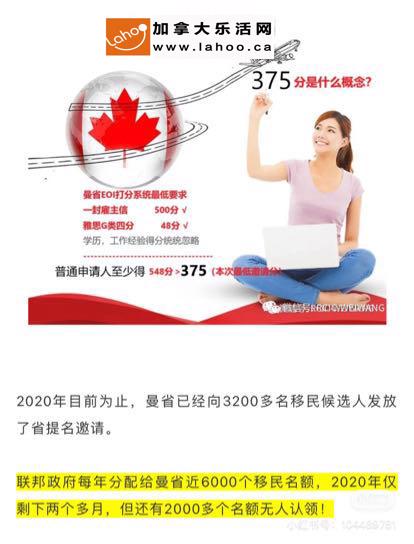 Lahoo
加拿大乐活网
www.lahoo.ca
375分是什么概念?
曼省EOI打分系统最低要求
一封雇主信 500分 √
雅思G类四分 48分 √
学历,工作经验得分统统忽略
普通申请人至少得 548分 > 375 (本次最低邀请分)
2020年目前为止,曼省已经向3200多名移民候选人发放
了省提名邀请。
联邦政府每年分配给曼省近6000个移民名额,2020年仅
剩下两个多月,但还有2000多个名额无人认领!